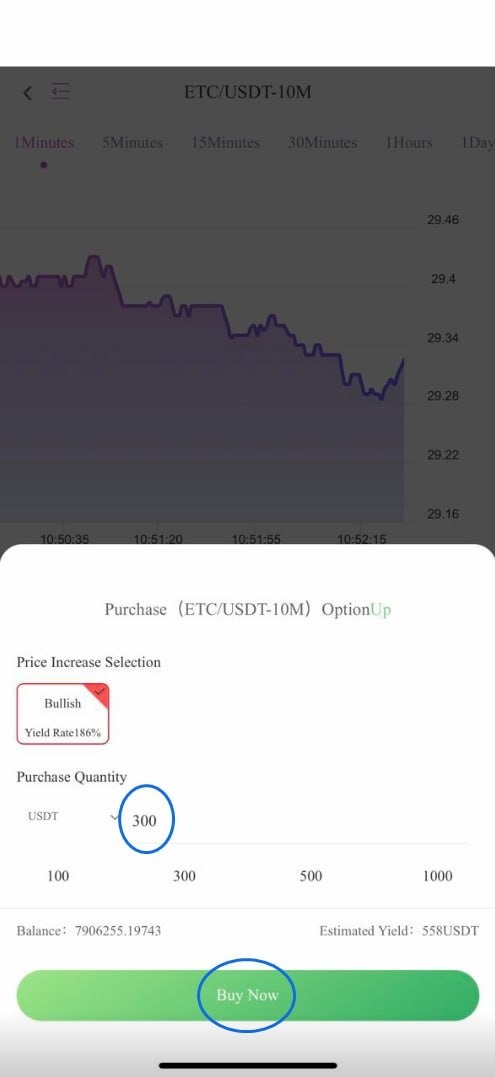 ETC/USDT-10M
1Minutes 5Minutes 15Minutes 30Minutes 1Hours 1Day
29.46
29.4
29.34
29.28
29.22
29.16
10:50:35 10:51:20 10:51:55 10:52:15
Purchase（ETC/USDT-10M）OptionUp
Price Increase Selection
Bullish
Yield Rate186%
Purchase Quantity
USDT 300
100 300 500 1000
Balance：7906255.19743 Estimated Yield：558USDT
Buy Now